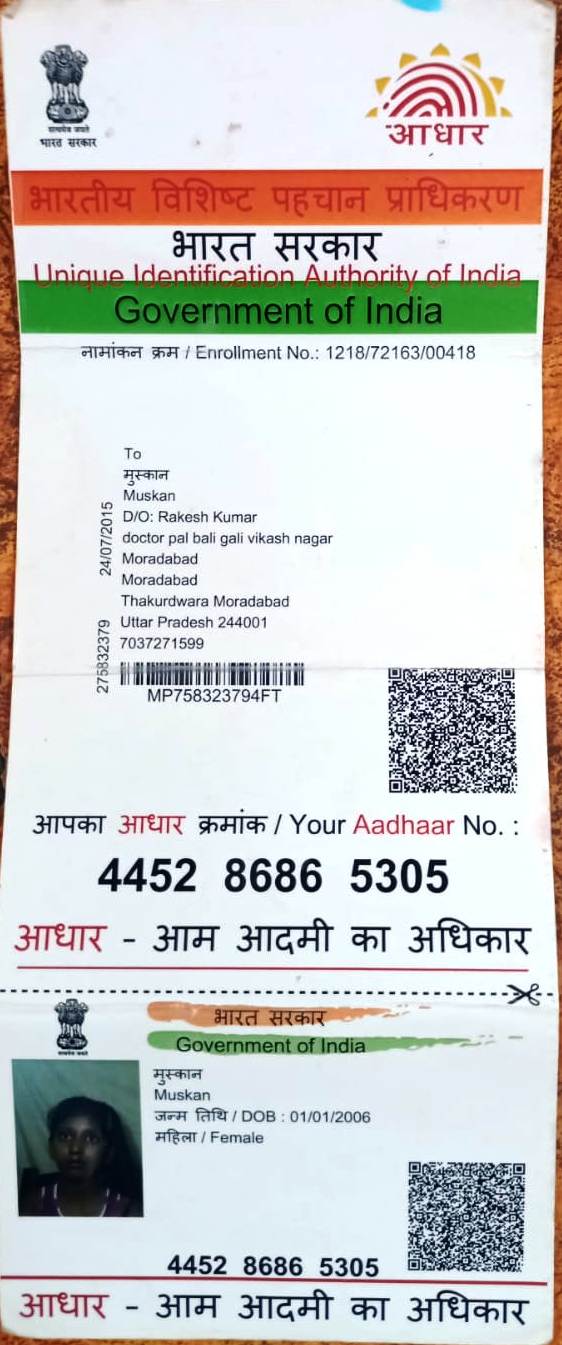 सत्यमेव जयते
भारत सरकार
आधार
भारतीय विशिष्ट पहचान प्राधिकरण
भारत सरकार
Unique Identification Authority of India
Government of India
नामांकन क्रम / Enrollment No.: 1218/72163/00418
To
मुस्कान
Muskan
D/O: Rakesh Kumar
doctor pal bali gali vikash nagar
Moradabad
Moradabad
Thakurdwara Moradabad
Uttar Pradesh 244001
7037271599
24/07/2015
275832379
MP758323794FT
आपका आधार क्रमांक / Your Aadhaar No. :
4452 8686 5305
आधार - आम आदमी का अधिकार
भारत सरकार
Government of India
सत्यमेव जयते
मुस्कान
Muskan
जन्म तिथि / DOB : 01/01/2006
महिला / Female
4452 8686 5305
आधार - आम आदमी का अधिकार